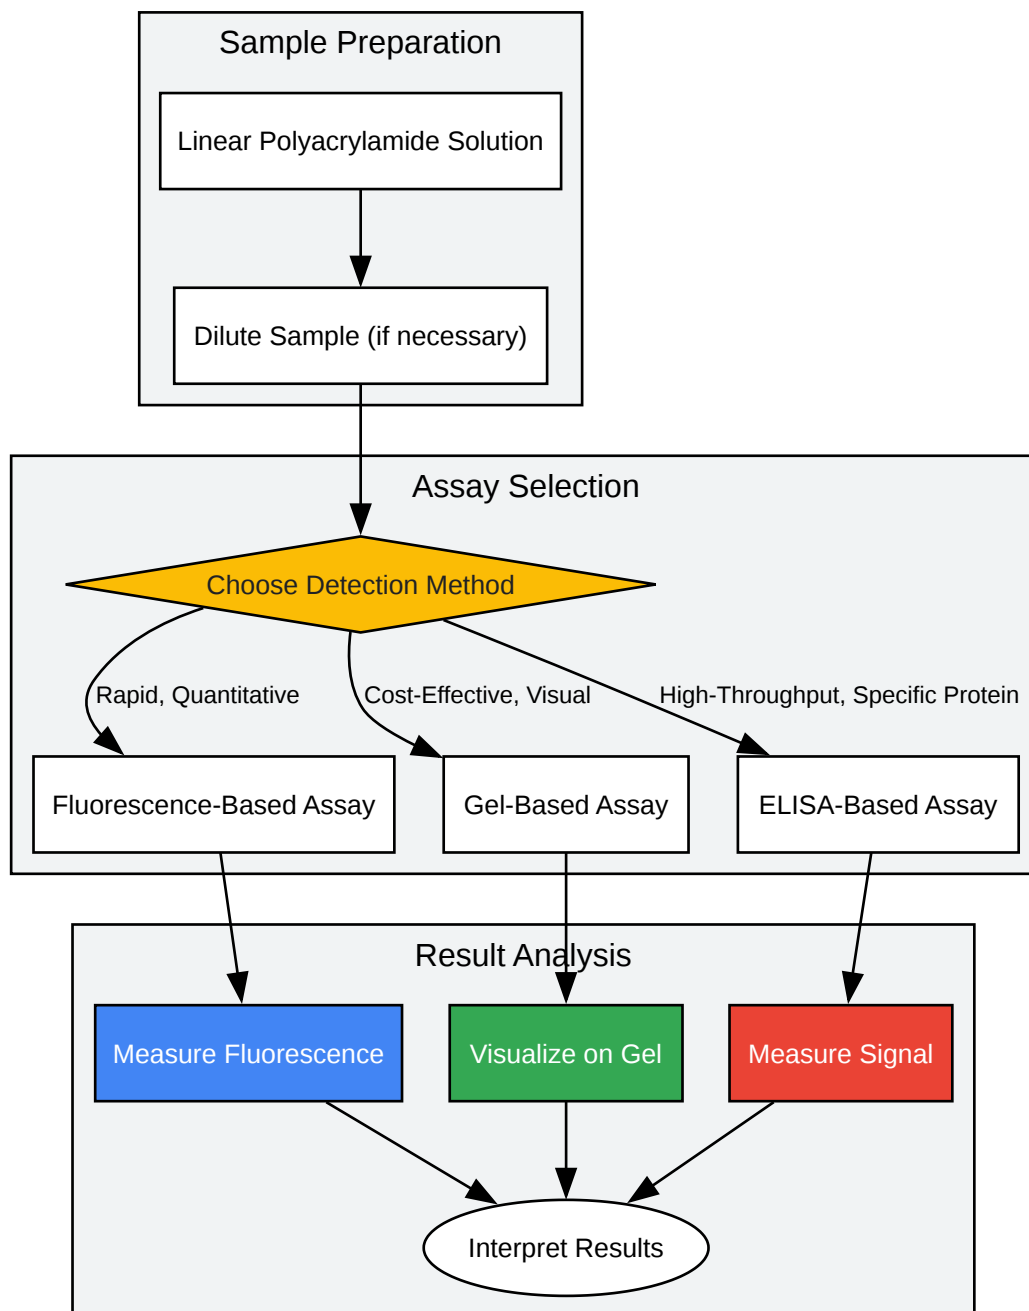 Sample Preparation
Linear Polyacrylamide Solution
Dilute Sample (if necessary)
Assay Selection
Choose Detection Method
Rapid, Quantitative
Cost-Effective, Visual
High-Throughput, Specific Protein
Fluorescence-Based Assay
Gel-Based Assay
ELISA-Based Assay
Result Analysis
Measure Fluorescence
Visualize on Gel
Measure Signal
Interpret Results